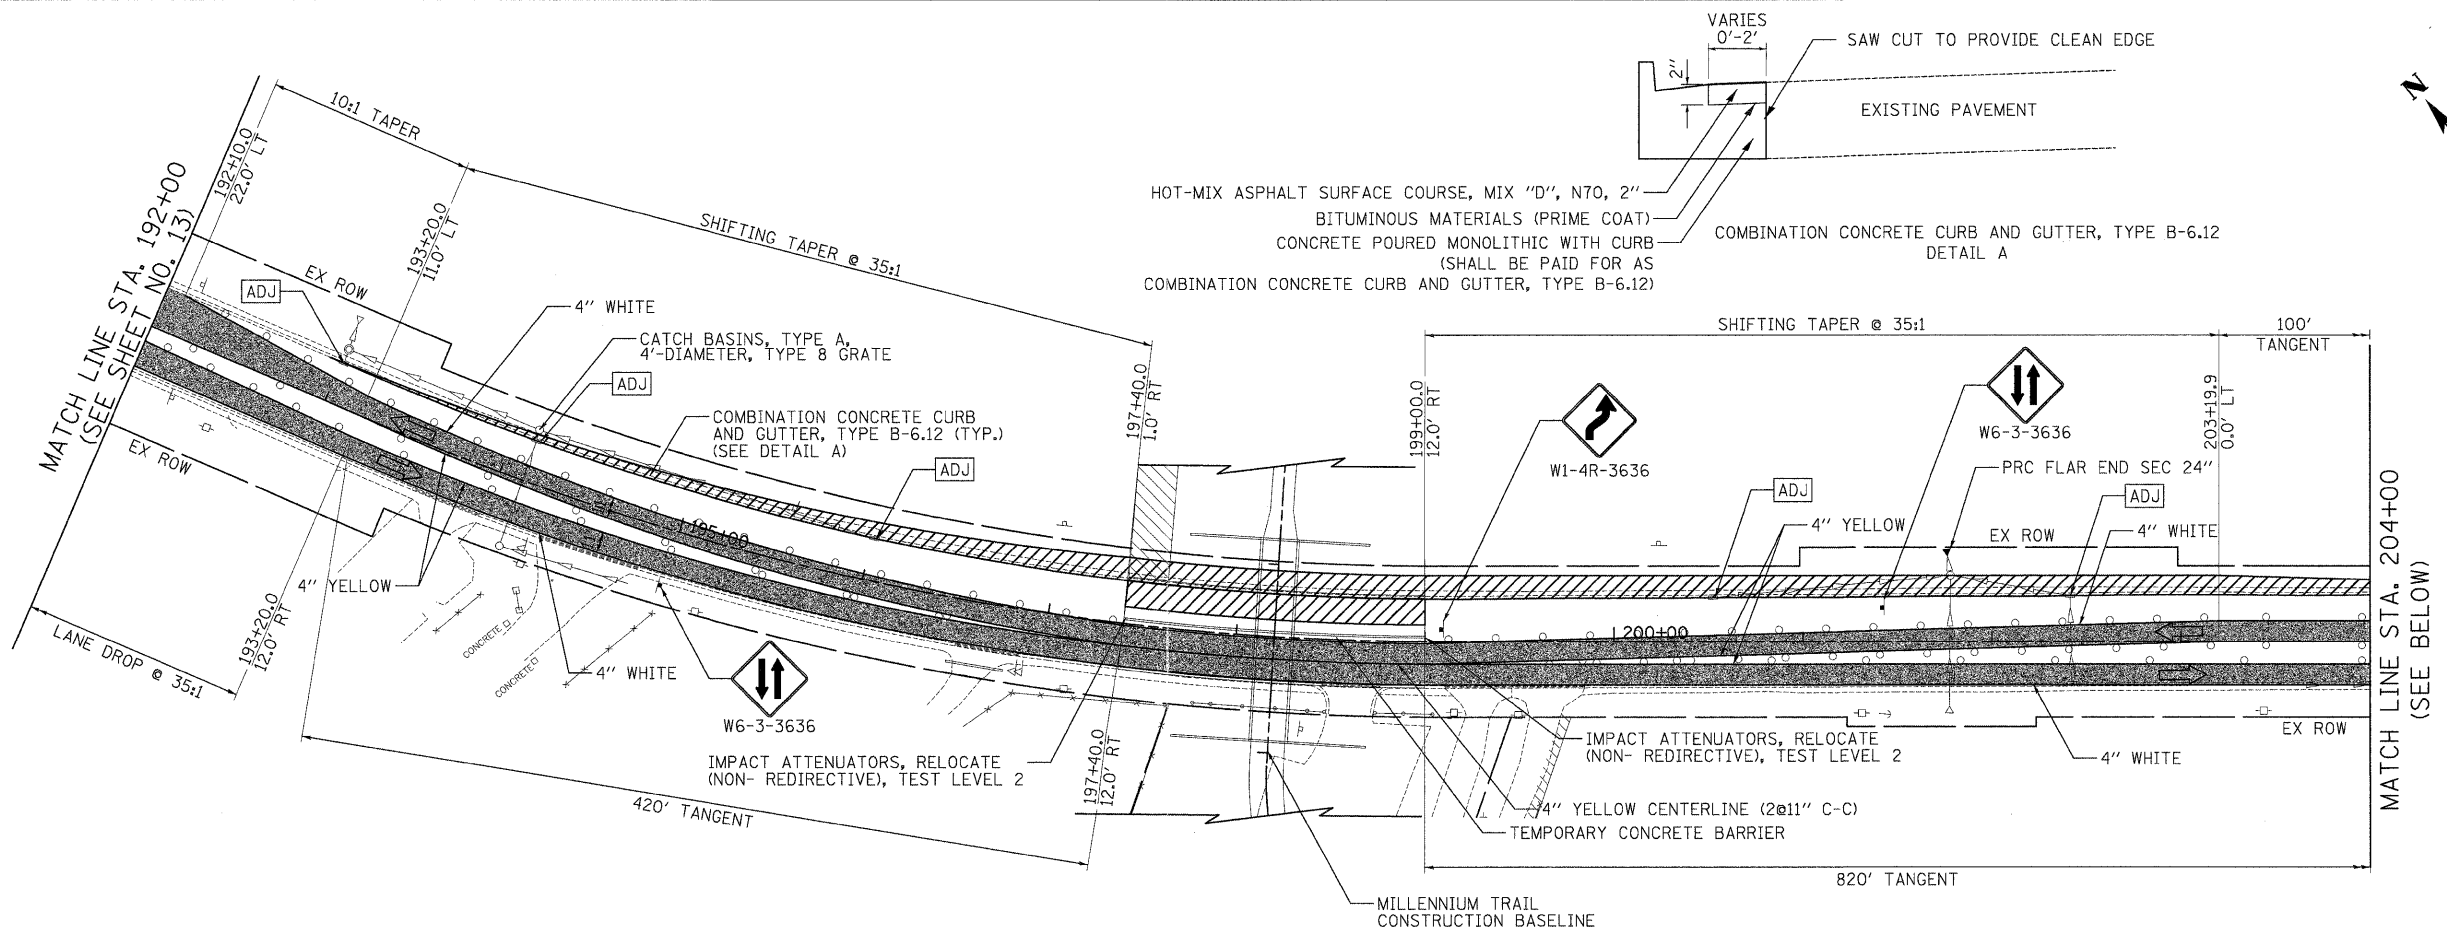 VARIES
0'-2'
SAW CUT TO PROVIDE CLEAN EDGE
2"
EXISTING PAVEMENT
N
HOT-MIX ASPHALT SURFACE COURSE, MIX "D", N70, 2"
BITUMINOUS MATERIALS (PRIME COAT)
CONCRETE POURED MONOLITHIC WITH CURB
(SHALL BE PAID FOR AS
COMBINATION CONCRETE CURB AND GUTTER, TYPE B-6.12)
COMBINATION CONCRETE CURB AND GUTTER, TYPE B-6.12
DETAIL A
MATCH LINE STA. 192+00
(SEE SHEET NO. 13)
10:1 TAPER
192+10.0
22.0' LT
193+20.0
11.0' LT
SHIFTING TAPER @ 35:1
EX ROW
ADJ
4" WHITE
CATCH BASINS, TYPE A,
4'-DIAMETER, TYPE 8 GRATE
ADJ
COMBINATION CONCRETE CURB
AND GUTTER, TYPE B-6.12 (TYP.)
(SEE DETAIL A)
ADJ
197+40.0
1.0' RT
199+00.0
12.0' RT
SHIFTING TAPER @ 35:1
100'
TANGENT
W1-4R-3636
W6-3-3636
203+19.9
0.0' LT
PRC FLAR END SEC 24"
ADJ
ADJ
4" YELLOW
4" WHITE
EX ROW
MATCH LINE STA. 204+00
(SEE BELOW)
EX ROW
195+00
200+00
4" YELLOW
193+20.0
12.0' RT
LANE DROP @ 35:1
CONCRETE
CONCRETE
4" WHITE
W6-3-3636
IMPACT ATTENUATORS, RELOCATE
(NON- REDIRECTIVE), TEST LEVEL 2
420' TANGENT
197+40.0
12.0' RT
IMPACT ATTENUATORS, RELOCATE
(NON- REDIRECTIVE), TEST LEVEL 2
4" WHITE
EX ROW
4" YELLOW CENTERLINE (2@11" C-C)
TEMPORARY CONCRETE BARRIER
820' TANGENT
MILLENNIUM TRAIL
CONSTRUCTION BASELINE